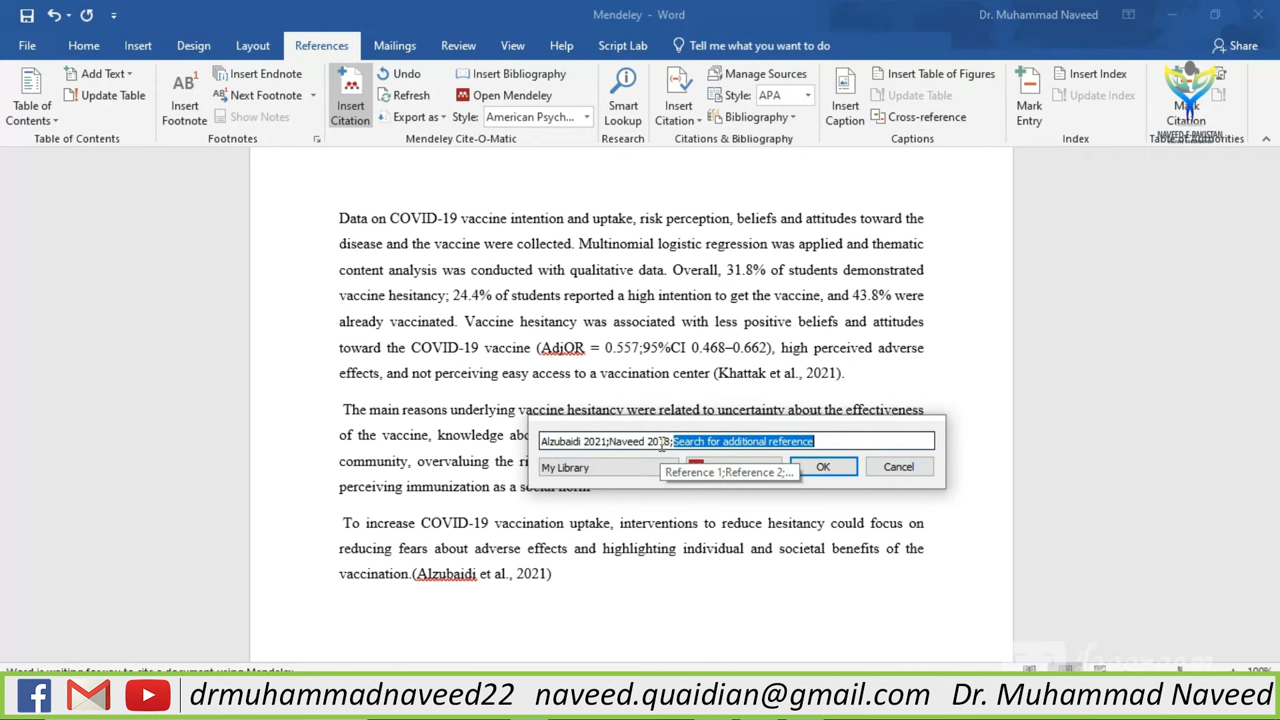 Mendeley - Word
Dr. Muhammad Naveed
File Home Insert Design Layout References Mailings Review View Help Script Lab Tell me what you want to do Share
Table of Contents
Add Text
Update Table
Table of Contents
AB1
Insert Footnote
Insert Endnote
Next Footnote
Show Notes
Footnotes
Insert Citation
Undo
Refresh
Export as
Insert Bibliography
Open Mendeley
Style: American Psych...
Mendeley Cite-O-Matic
Smart Lookup
Research
Insert Citation
Manage Sources
Style: APA
Bibliography
Citations & Bibliography
Insert Caption
Insert Table of Figures
Update Table
Cross-reference
Captions
Mark Entry
Insert Index
Update Index
Index
Mark Citation
NAVEED-E-PAKISTAN
Table of Authorities
Data on COVID-19 vaccine intention and uptake, risk perception, beliefs and attitudes toward the
disease and the vaccine were collected. Multinomial logistic regression was applied and thematic
content analysis was conducted with qualitative data. Overall, 31.8% of students demonstrated
vaccine hesitancy; 24.4% of students reported a high intention to get the vaccine, and 43.8% were
already vaccinated. Vaccine hesitancy was associated with less positive beliefs and attitudes
toward the COVID-19 vaccine (AdjOR = 0.557;95%CI 0.468–0.662), high perceived adverse
effects, and not perceiving easy access to a vaccination center (Khattak et al., 2021).
The main reasons underlying vaccine hesitancy were related to uncertainty about the effectiveness
of the vaccine, knowledge abo
community, overvaluing the ri
perceiving immunization as a social norm
Alzubaidi 2021;Naveed 2018;Search for additional reference
My Library
OK
Cancel
Reference 1;Reference 2;...
To increase COVID-19 vaccination uptake, interventions to reduce hesitancy could focus on
reducing fears about adverse effects and highlighting individual and societal benefits of the
vaccination.(Alzubaidi et al., 2021)
Word is waiting for you to cite a document using Mendeley
100%
drmuhammadnaveed22 naveed.quaidian@gmail.com Dr. Muhammad Naveed